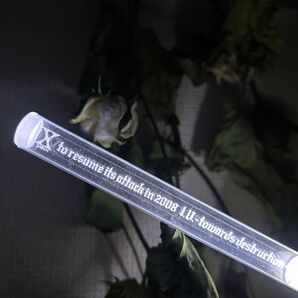 X to resume its attack in 2008 I.V.-towards destruction